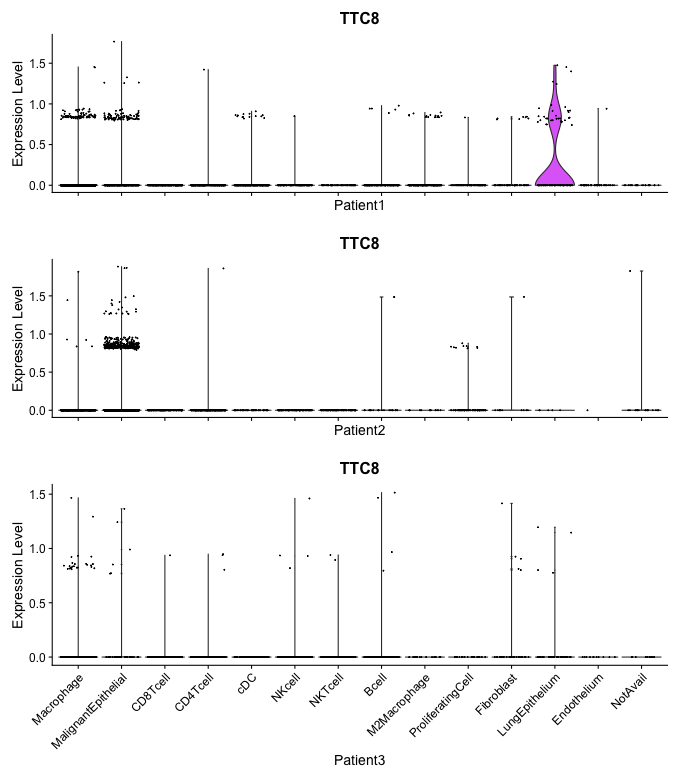 TTC8
Expression Level
1.5
1.0
0.5
0.0
Patient1
TTC8
Expression Level
1.5
1.0
0.5
0.0
Patient2
TTC8
Expression Level
1.5
1.0
0.5
0.0
Macrophage
MalignantEpithelial
CD8Tcell
CD4Tcell
cDC
NKcell
NKTcell
Bcell
M2Macrophage
ProliferatingCell
Fibroblast
LungEpithelium
Endothelium
NotAvail
Patient3